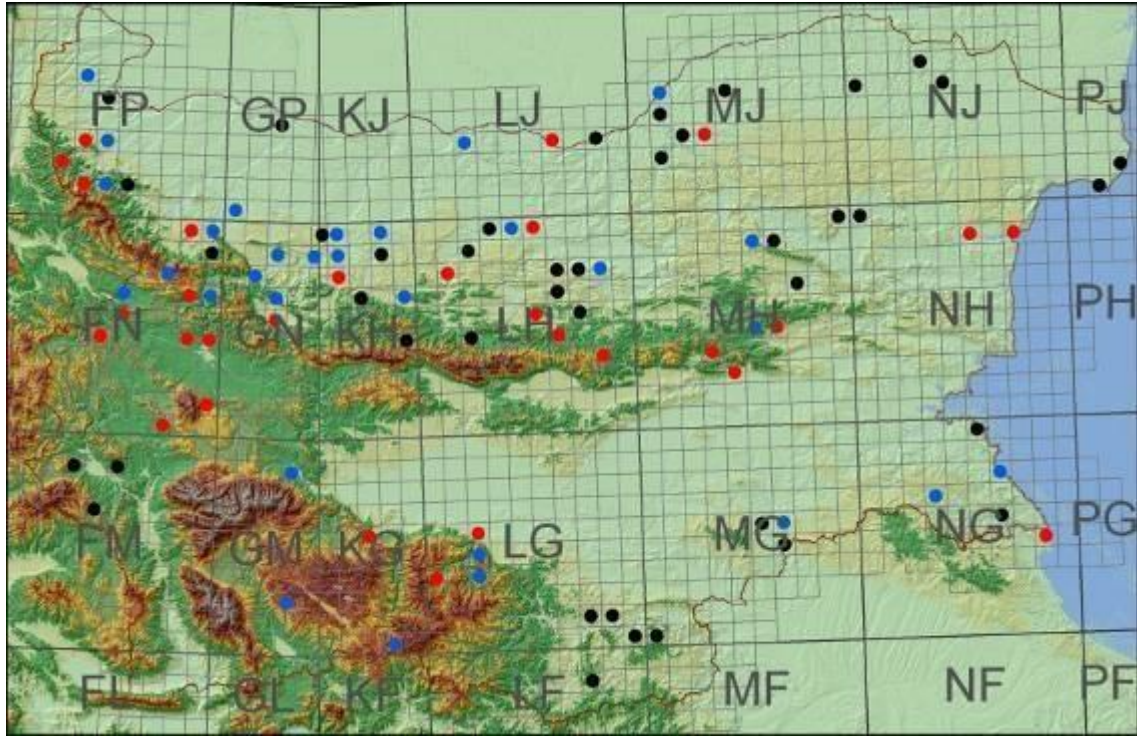 FP GP KJ LJ MJ NJ PJ
FN GN KH LH MH NH PH
FM GM KG LG MG NG PG
FL GL KF LF MF NF PF